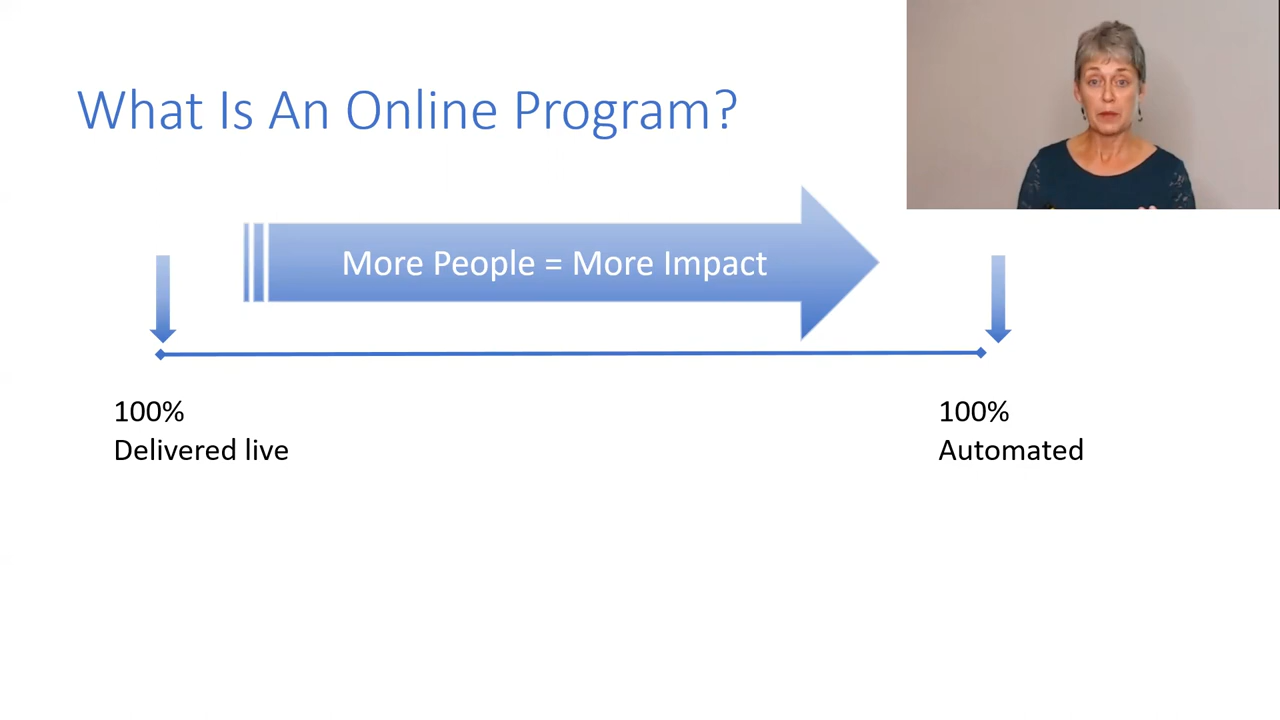 What Is An Online Program?
More People = More Impact
100%
Delivered live
100%
Automated